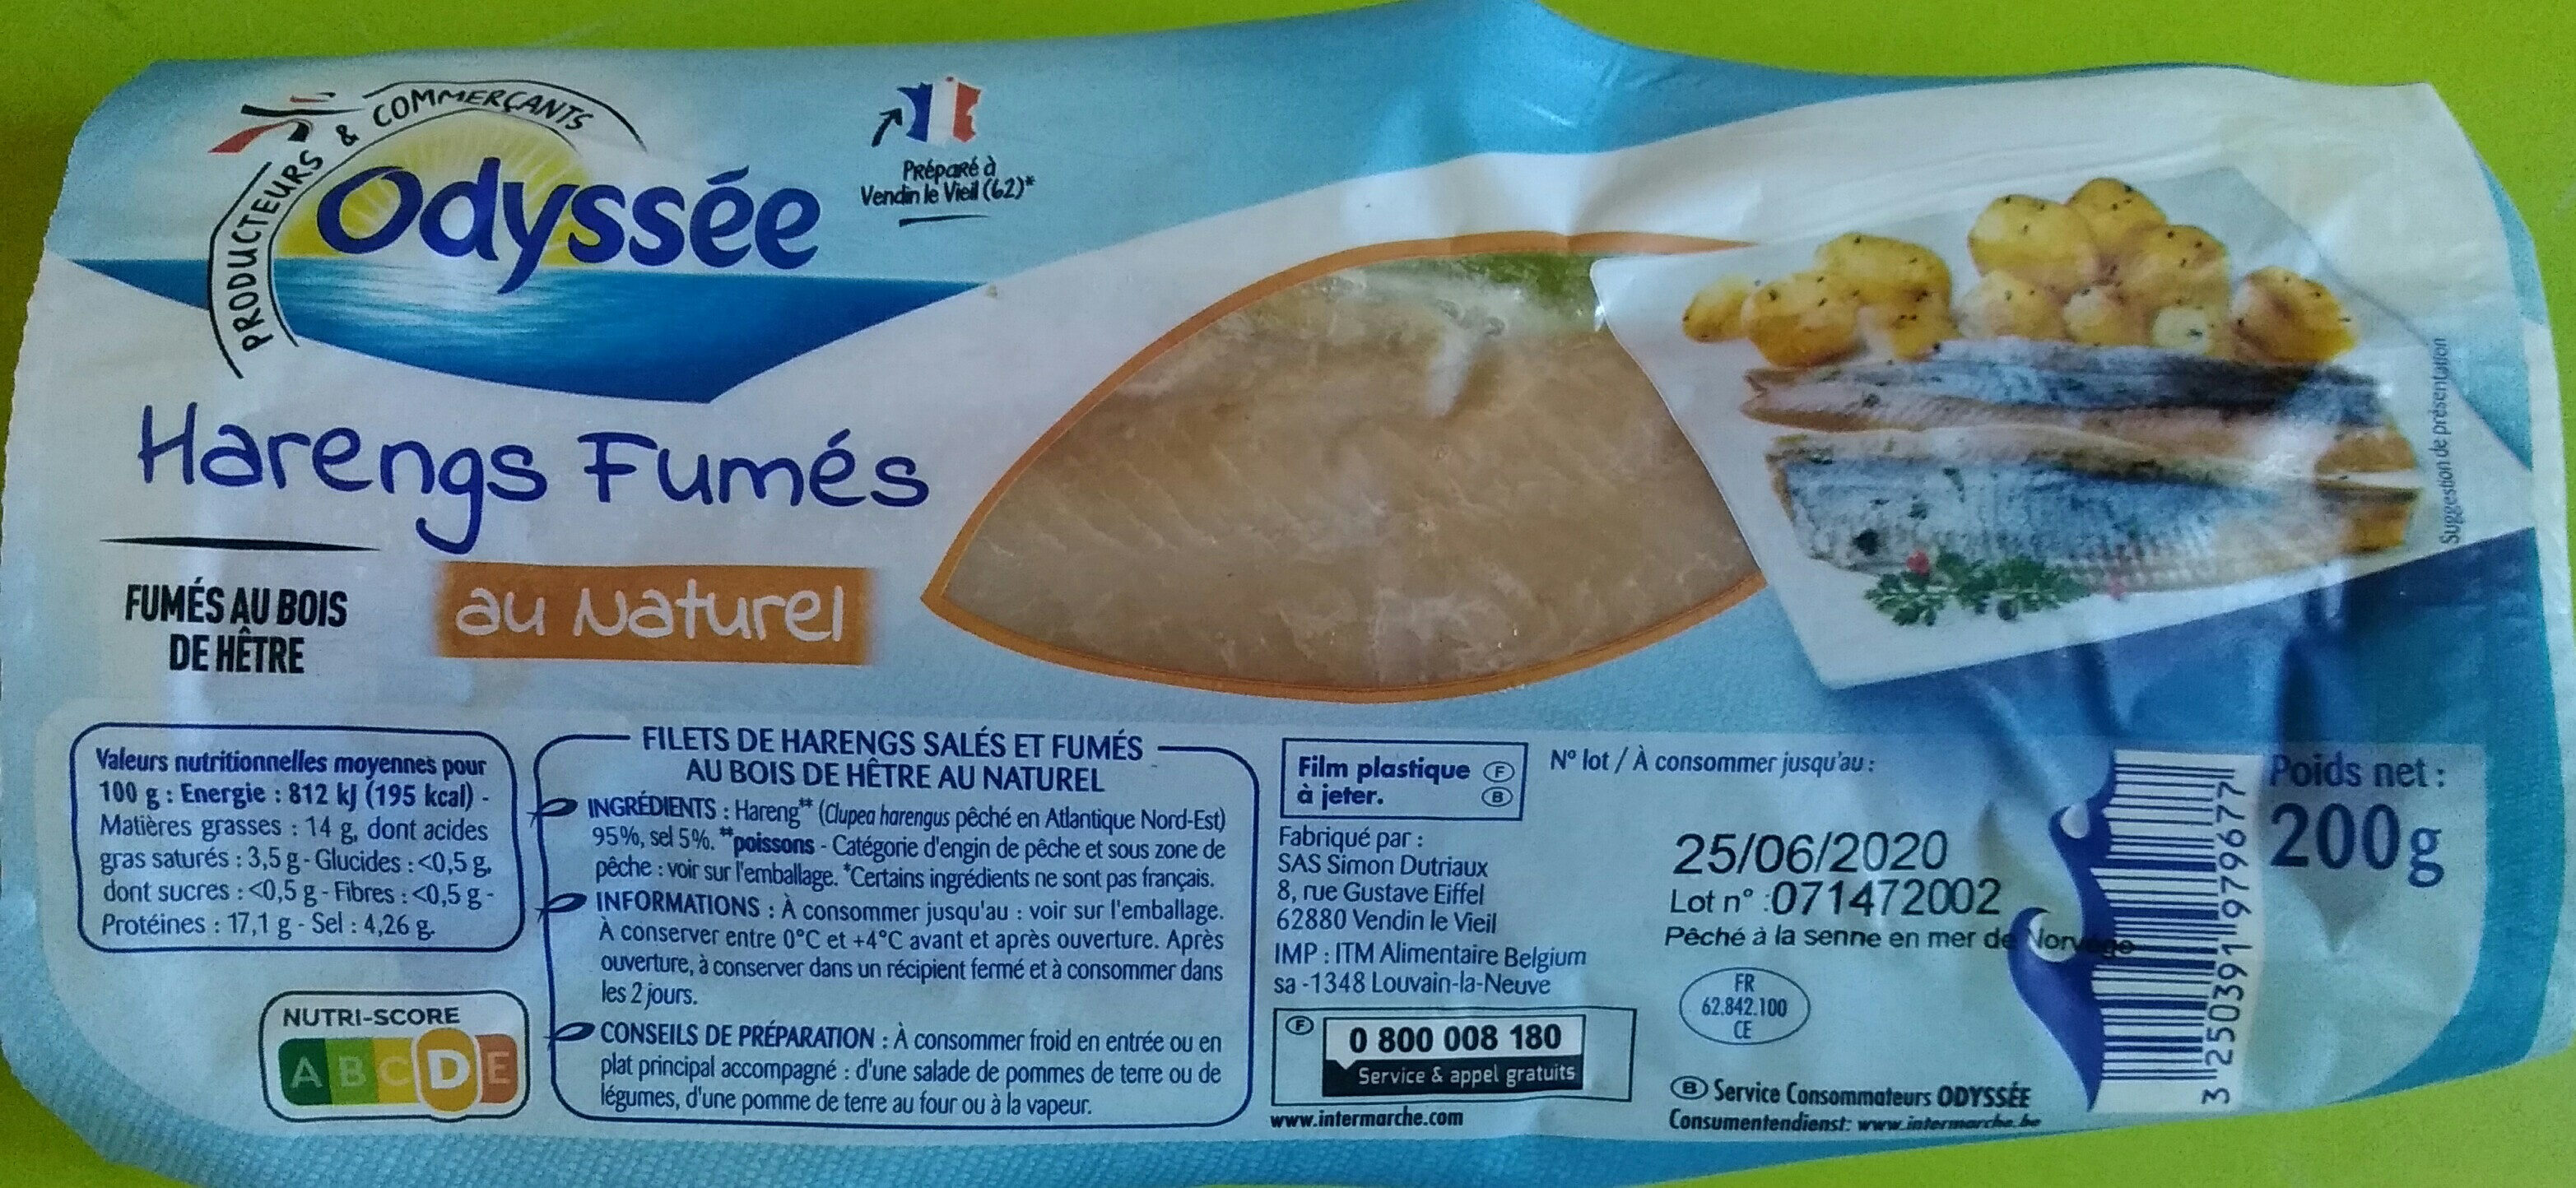 PRODUCTEURS & COMMERÇANTS
Odyssée
Préparé à
Vendin le Vieil (62)*
Harengs Fumés
FUMÉS AU BOIS
DE HÊTRE
au Naturel
Suggestion de présentation
Valeurs nutritionnelles moyennes pour
100 g : Energie : 812 kJ (195 kcal) -
Matières grasses : 14 g, dont acides
gras saturés : 3,5 g - Glucides : <0,5 g,
dont sucres : <0,5 g - Fibres : <0,5 g -
Protéines : 17,1 g - Sel : 4,26 g.
NUTRI-SCORE
A B C D E
FILETS DE HARENGS SALÉS ET FUMÉS
AU BOIS DE HÊTRE AU NATUREL
INGRÉDIENTS : Hareng** (Clupea harengus pêché en Atlantique Nord-Est)
95%, sel 5%. **poissons - Catégorie d'engin de pêche et sous zone de
pêche : voir sur l'emballage. *Certains ingrédients ne sont pas français.
INFORMATIONS : À consommer jusqu'au : voir sur l'emballage.
À conserver entre 0°C et +4°C avant et après ouverture. Après
ouverture, à conserver dans un récipient fermé et à consommer dans
les 2 jours.
CONSEILS DE PRÉPARATION : À consommer froid en entrée ou en
plat principal accompagné : d'une salade de pommes de terre ou de
légumes, d'une pomme de terre au four ou à la vapeur.
Film plastique F
à jeter. B
Fabriqué par :
SAS Simon Dutriaux
8, rue Gustave Eiffel
62880 Vendin le Vieil
IMP : ITM Alimentaire Belgium
sa -1348 Louvain-la-Neuve
F 0 800 008 180
Service & appel gratuits
www.intermarche.com
N° lot / À consommer jusqu'au :
25/06/2020
Lot n° :071472002
Pêché à la senne en mer de Norvège
FR
62.842.100
CE
B Service Consommateurs ODYSSÉE
Consumentendienst: www.intermarche.be
3 250391 979677
Poids net :
200g